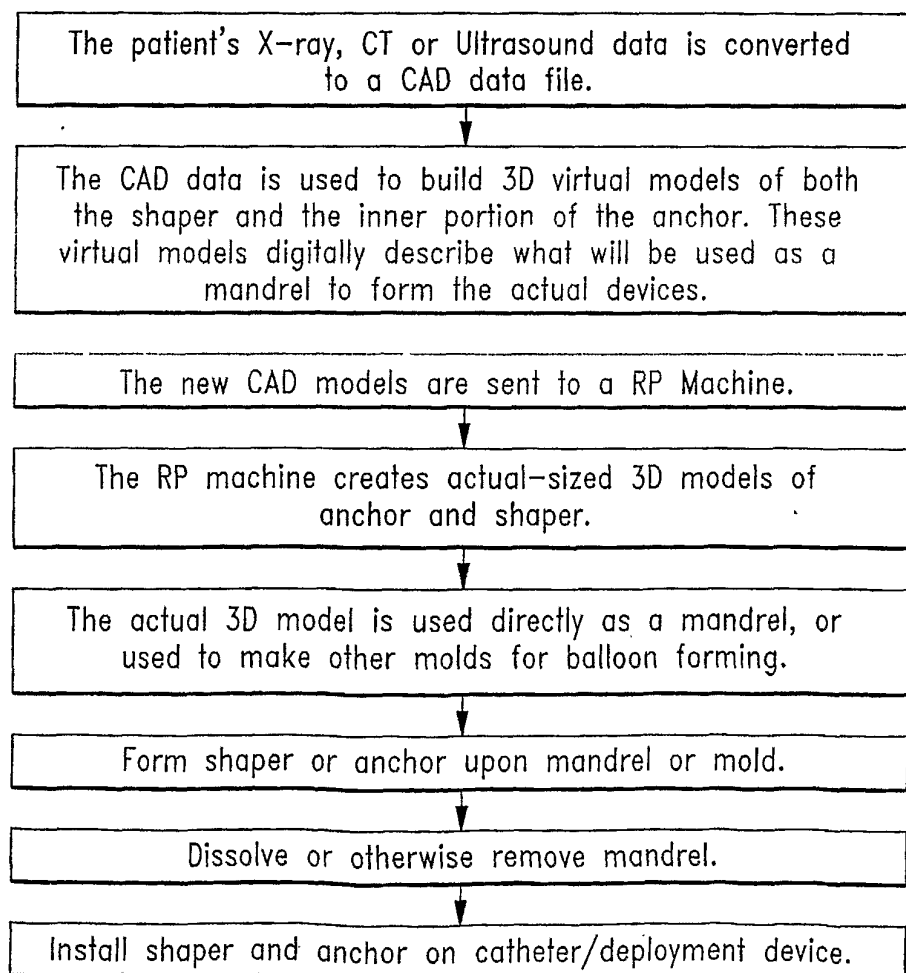 The patient's X-ray, CT or Ultrasound data is converted
to a CAD data file.
The CAD data is used to build 3D virtual models of both
the shaper and the inner portion of the anchor. These
virtual models digitally describe what will be used as a
mandrel to form the actual devices.
The new CAD models are sent to a RP Machine.
The RP machine creates actual-sized 3D models of
anchor and shaper.
The actual 3D model is used directly as a mandrel, or
used to make other molds for balloon forming.
Form shaper or anchor upon mandrel or mold.
Dissolve or otherwise remove mandrel.
Install shaper and anchor on catheter/deployment device.